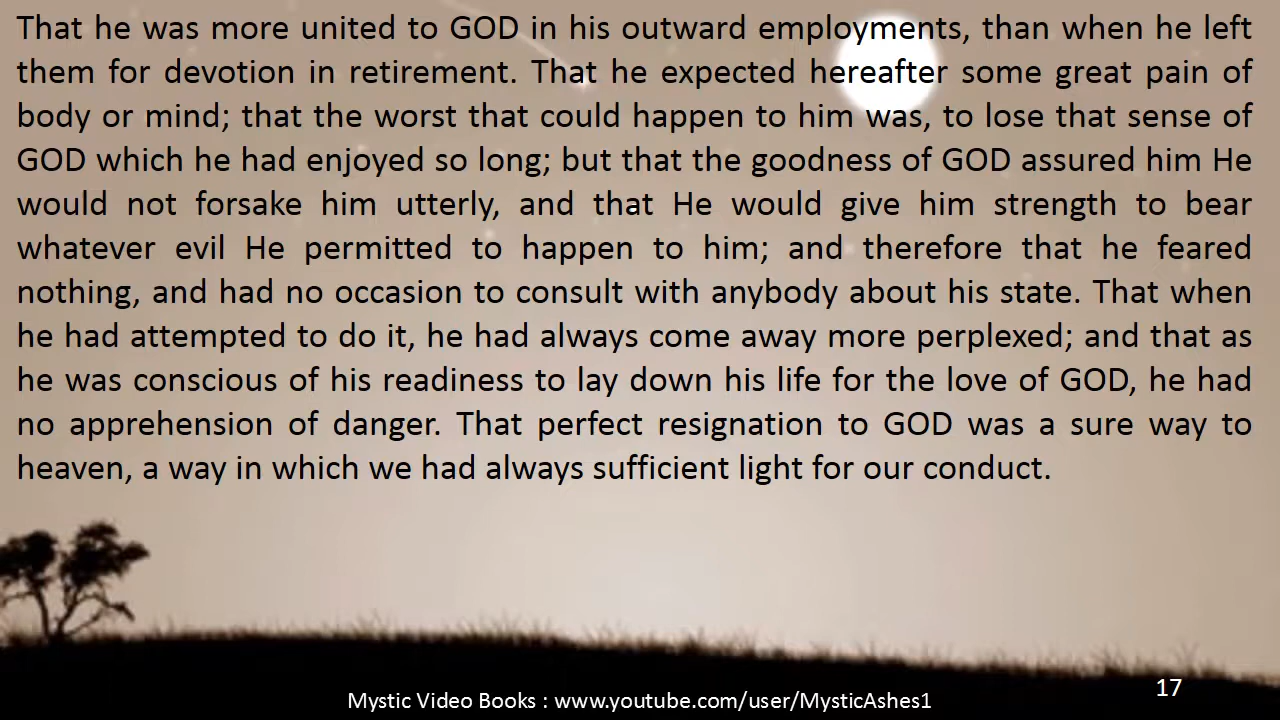 That he was more united to GOD in his outward employments, than when he left
them for devotion in retirement. That he expected hereafter some great pain of
body or mind; that the worst that could happen to him was, to lose that sense of
GOD which he had enjoyed so long; but that the goodness of GOD assured him He
would not forsake him utterly, and that He would give him strength to bear
whatever evil He permitted to happen to him; and therefore that he feared
nothing, and had no occasion to consult with anybody about his state. That when
he had attempted to do it, he had always come away more perplexed; and that as
he was conscious of his readiness to lay down his life for the love of GOD, he had
no apprehension of danger. That perfect resignation to GOD was a sure way to
heaven, a way in which we had always sufficient light for our conduct.
17
Mystic Video Books : www.youtube.com/user/MysticAshes1